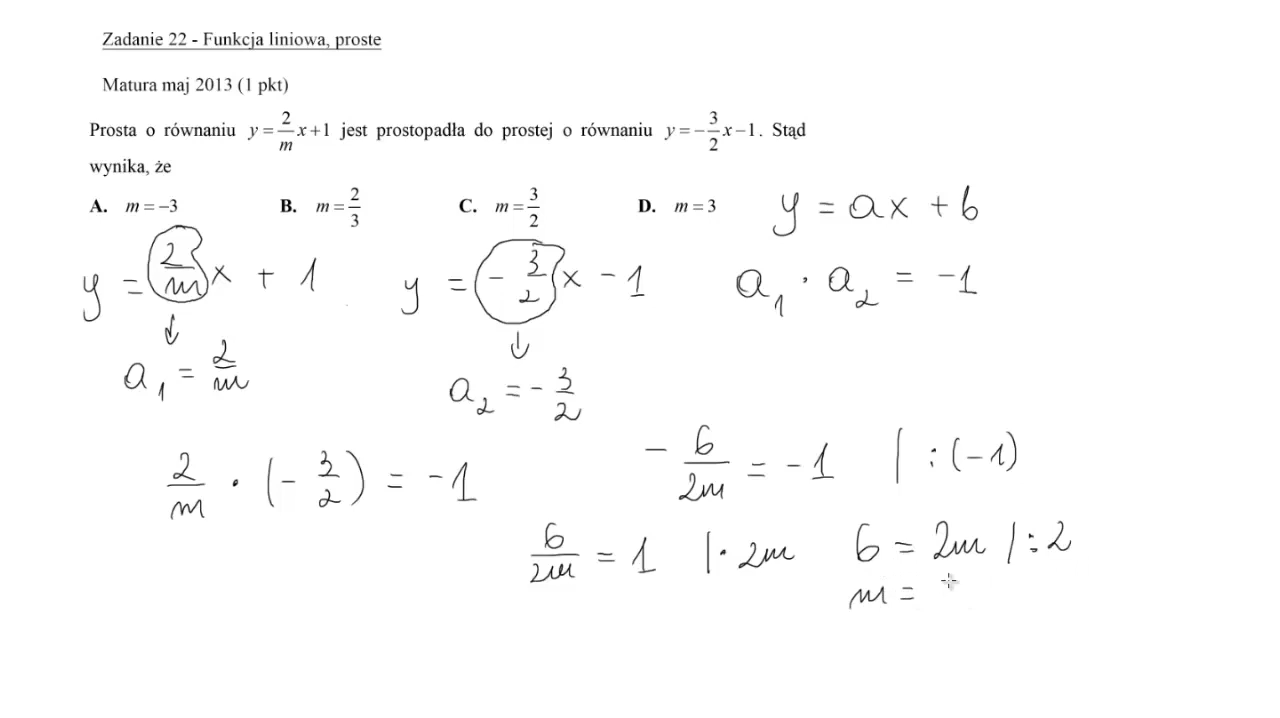 Zadanie 22 - Funkcja liniowa, proste
Matura maj 2013 (1 pkt)
Prosta o równaniu y = 2/m x + 1 jest prostopadła do prostej o równaniu y = -3/2 x - 1. Stąd
wynika, że
A. m = -3 B. m = 2/3 C. m = 3/2 D. m = 3
y = ax + b
y = 2/m x + 1 y = -3/2 x - 1 a₁ · a₂ = -1
a₁ = 2/m a₂ = -3/2
2/m · (-3/2) = -1 -6/2m = -1 | : (-1)
6/2m = 1 | · 2m 6 = 2m | : 2
m =